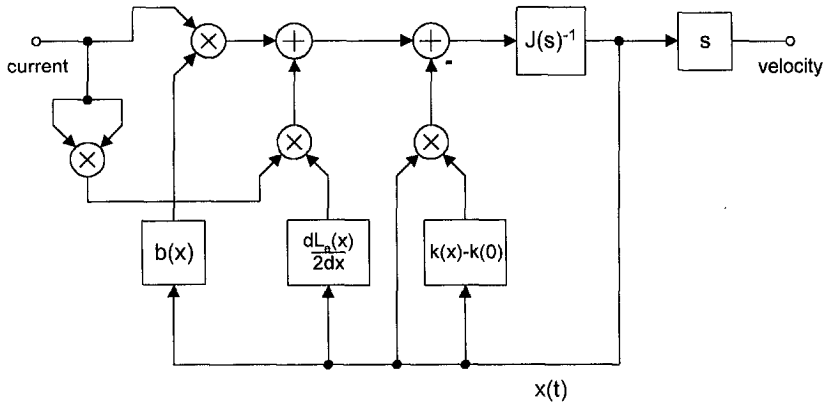 current
×
+
+
-
J(s)⁻¹
s
velocity
×
×
×
b(x)
dLₑ(x)
2dx
k(x)-k(0)
x(t)